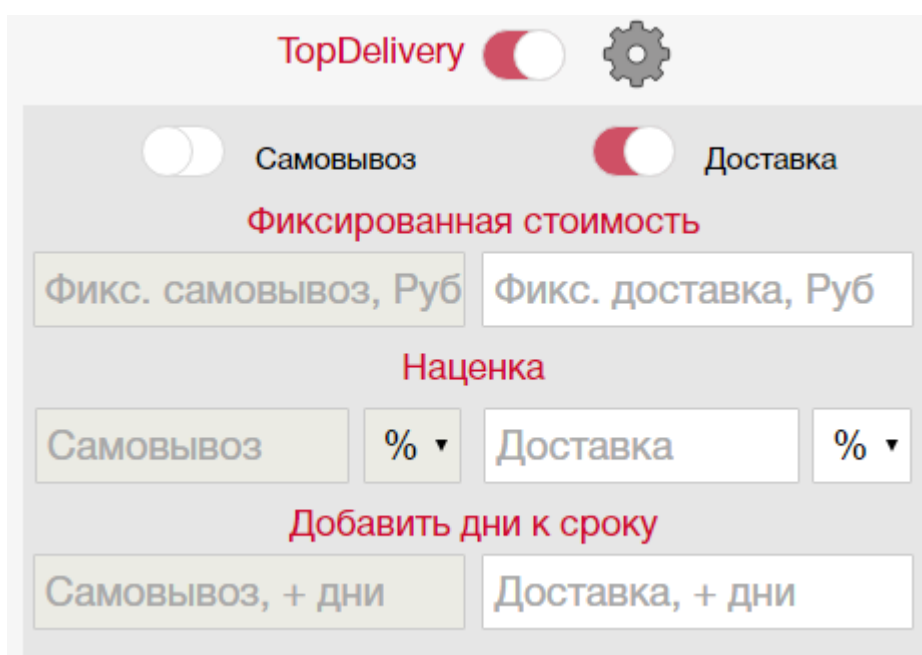 TopDelivery
Самовывоз Доставка
Фиксированная стоимость
Фикс. самовывоз, Руб Фикс. доставка, Руб
Наценка
Самовывоз % Доставка %
Добавить дни к сроку
Самовывоз, + дни Доставка, + дни